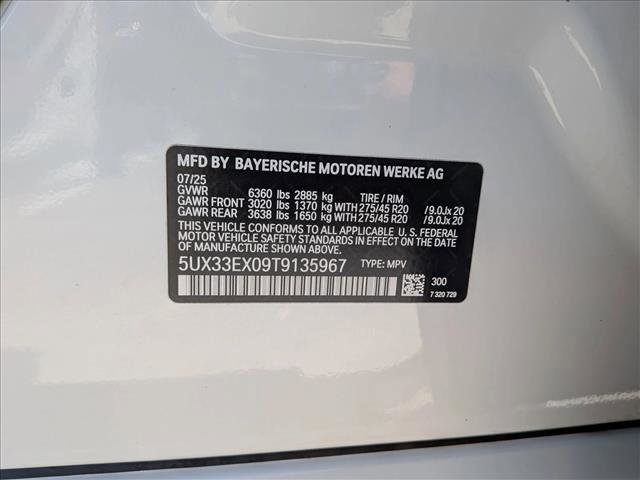 MFD BY BAYERISCHE MOTOREN WERKE AG
07/25
GVWR 6360 lbs 2885 kg TIRE / RIM
GAWR FRONT 3020 lbs 1370 kg WITH 275/45 R20 /9.0Jx 20
GAWR REAR 3638 lbs 1650 kg WITH 275/45 R20 /9.0Jx 20
THIS VEHICLE CONFORMS TO ALL APPLICABLE U. S. FEDERAL
MOTOR VEHICLE SAFETY AND THEFT PREVENTION STANDARDS IN
EFFECT ON THE DATE OF MANUFACTURE SHOWN ABOVE.
5UX33EX09T9135967 TYPE: MPV
300
7 320 729